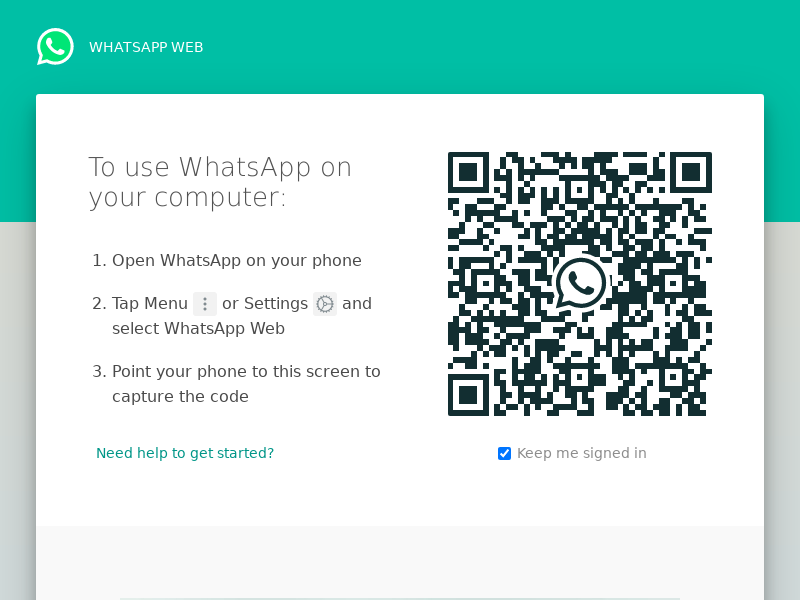 WHATSAPP WEB
To use WhatsApp on
your computer:
1. Open WhatsApp on your phone
2. Tap Menu or Settings and
select WhatsApp Web
3. Point your phone to this screen to
capture the code
Need help to get started?
Keep me signed in